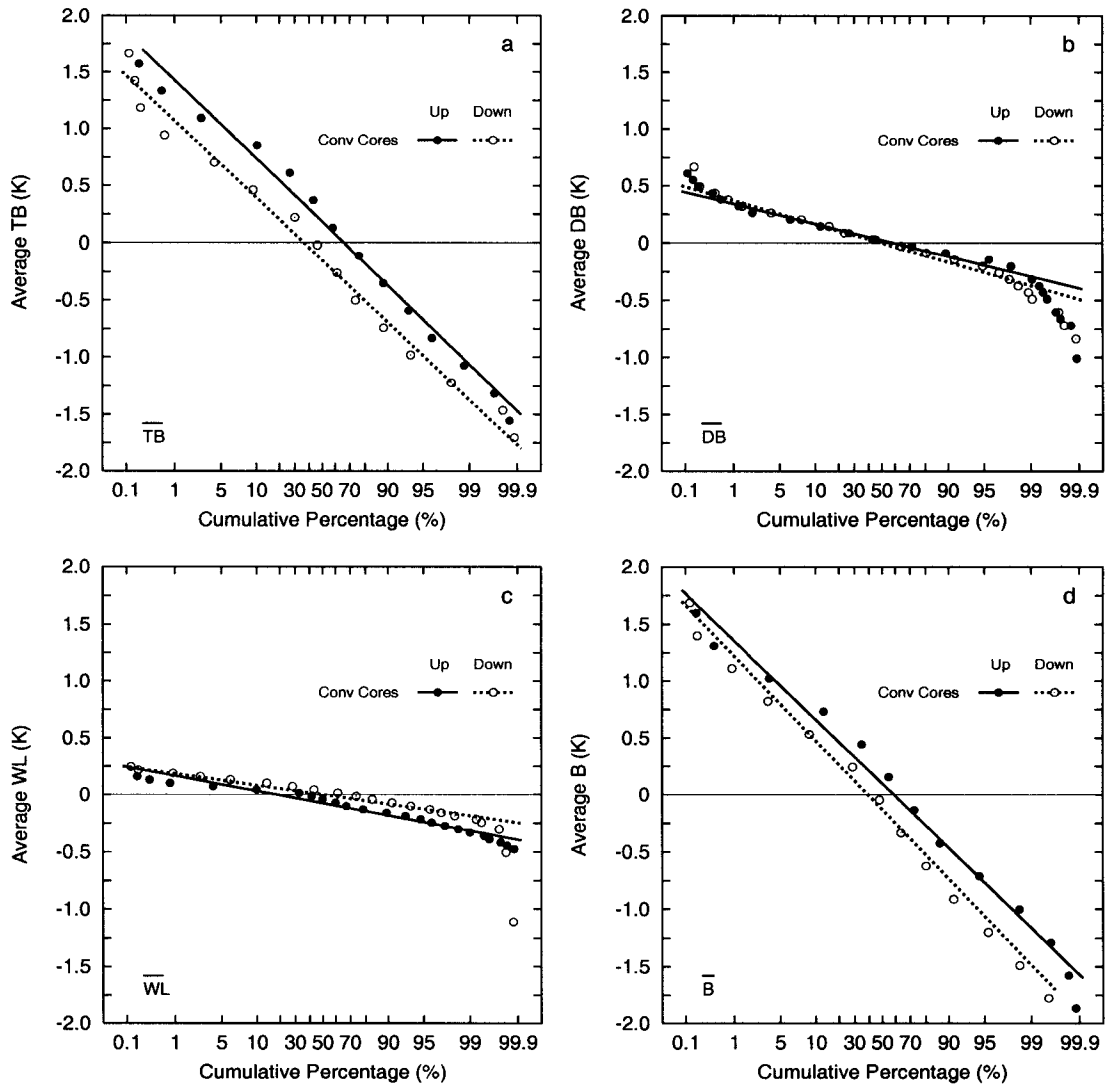 a
Up Down
Conv Cores
2.0
1.5
1.0
0.5
0
-0.5
-1.0
-1.5
-2.0
Average TB (K)
TB
0.1 1 5 10 30 50 70 90 95 99 99.9
Cumulative Percentage (%)
b
Up Down
Conv Cores
2.0
1.5
1.0
0.5
0
-0.5
-1.0
-1.5
-2.0
Average DB (K)
DB
0.1 1 5 10 30 50 70 90 95 99 99.9
Cumulative Percentage (%)
c
Up Down
Conv Cores
2.0
1.5
1.0
0.5
0
-0.5
-1.0
-1.5
-2.0
Average WL (K)
WL
0.1 1 5 10 30 50 70 90 95 99 99.9
Cumulative Percentage (%)
d
Up Down
Conv Cores
2.0
1.5
1.0
0.5
0
-0.5
-1.0
-1.5
-2.0
Average B (K)
B
0.1 1 5 10 30 50 70 90 95 99 99.9
Cumulative Percentage (%)